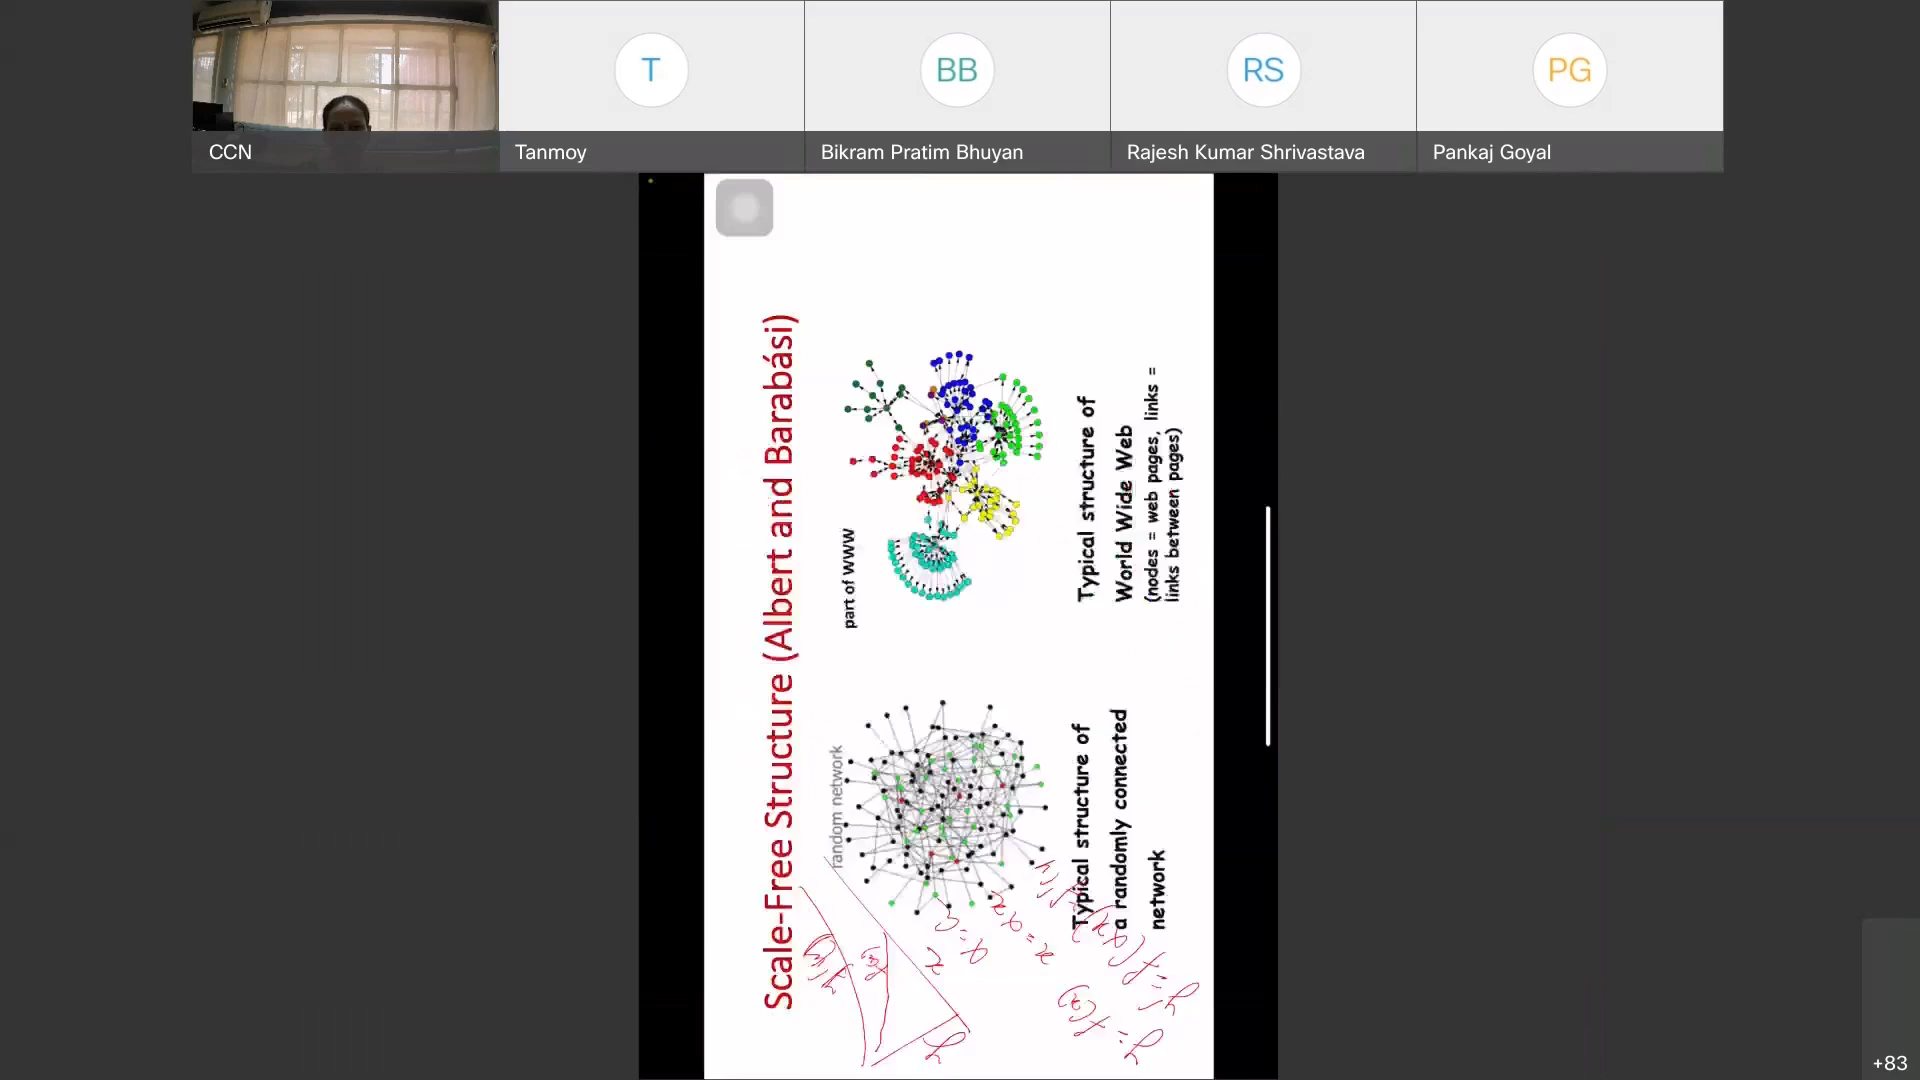 T
BB
RS
PG
CCN
Tanmoy
Bikram Pratim Bhuyan
Rajesh Kumar Shrivastava
Pankaj Goyal
Scale-Free Structure (Albert and Barabási)
random network
part of WWW
Typical structure of
a randomly connected
network
Typical structure of
World Wide Web
(nodes = web pages, links =
links between pages)
y = f(x)
+83